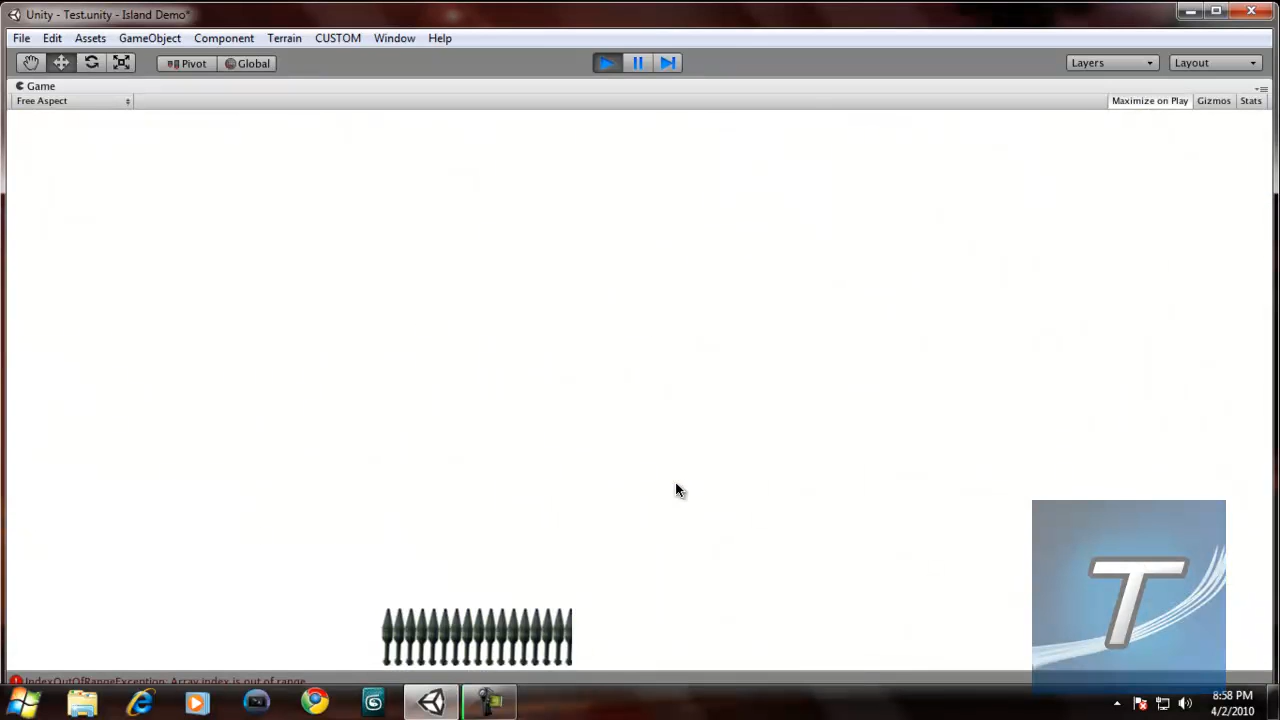 Unity - Test.unity - Island Demo*
File Edit Assets GameObject Component Terrain CUSTOM Window Help
Pivot Global Layers Layout
Game
Free Aspect Maximize on Play Gizmos Stats
T
IndexOutOfRangeException: Array index is out of range
8:58 PM
4/2/2010